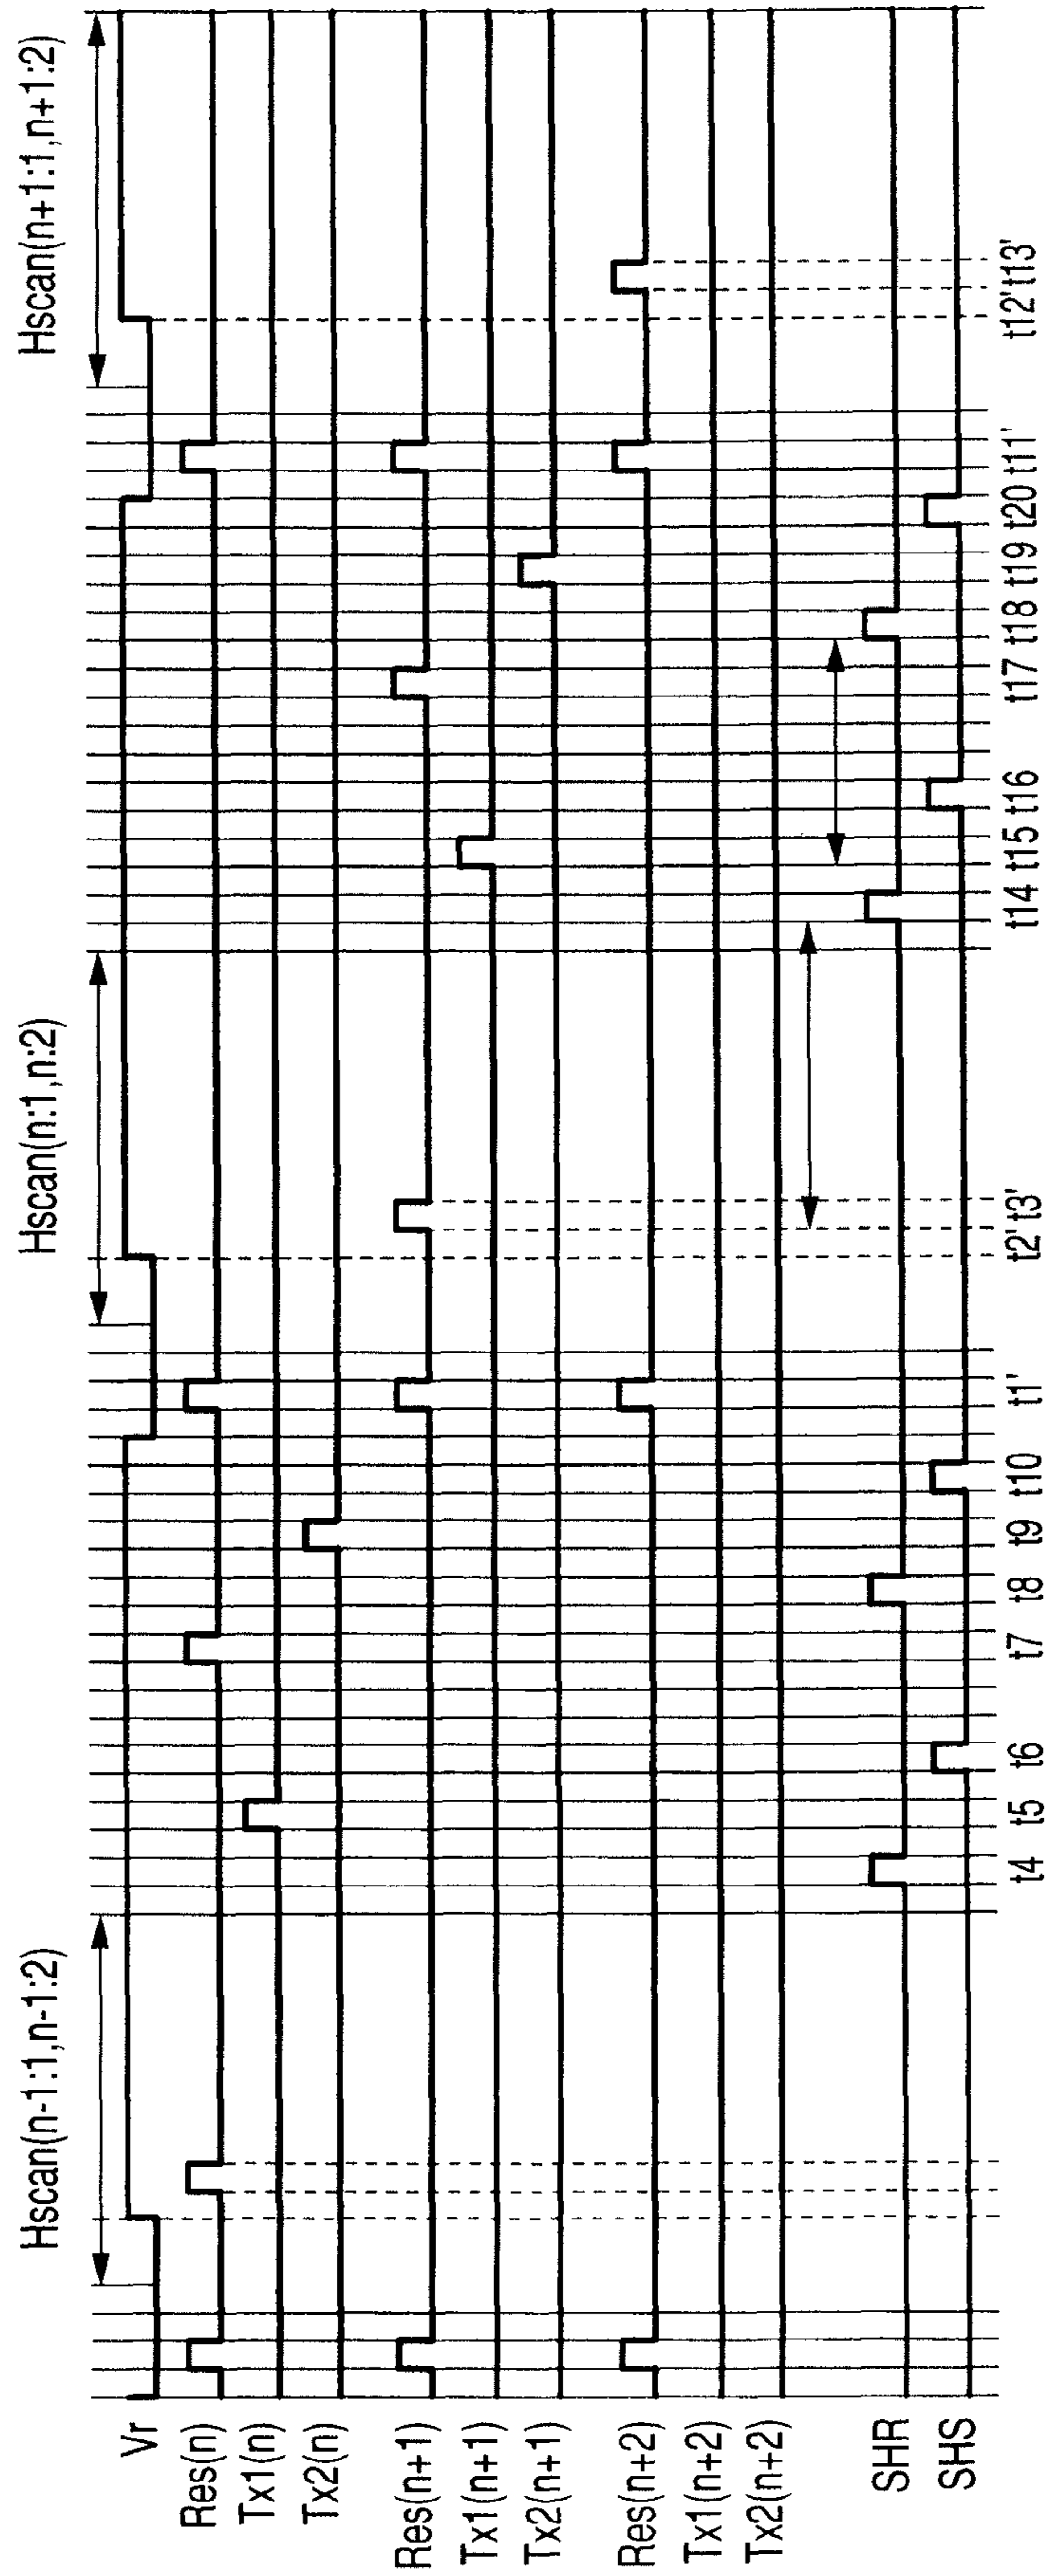 Hscan(n-1:1,n-1:2)
Hscan(n:1,n:2)
Hscan(n+1:1,n+1:2)
Vr
Res(n)
Tx1(n)
Tx2(n)
Res(n+1)
Tx1(n+1)
Tx2(n+1)
Res(n+2)
Tx1(n+2)
Tx2(n+2)
SHR
SHS
t4 t5 t6 t7 t8 t9 t10 t1' t2' t3' t14 t15 t16 t17 t18 t19 t20 t11' t12' t13'